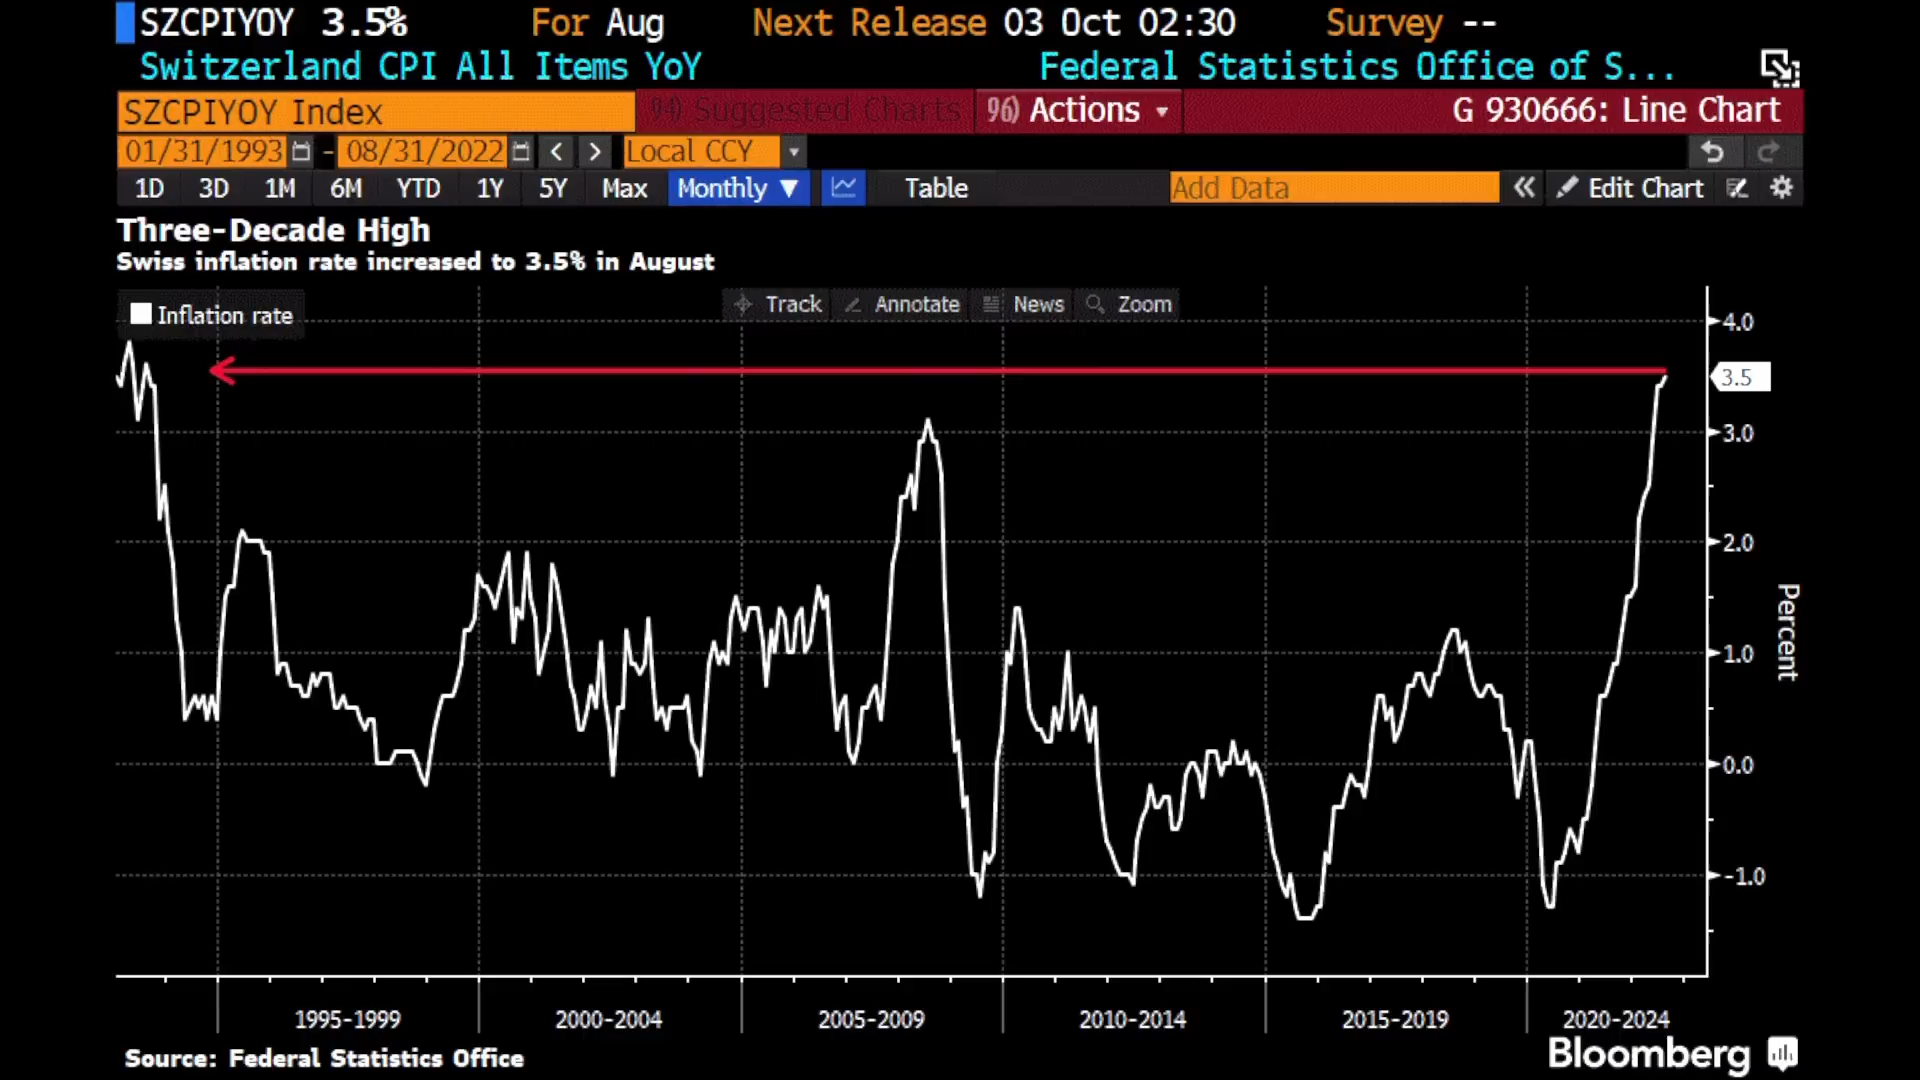 SZCPIYOY 3.5% For Aug Next Release 03 Oct 02:30 Survey --
Switzerland CPI All Items YoY Federal Statistics Office of S...
SZCPIYOY Index 94) Suggested Charts 96) Actions G 930666: Line Chart
01/31/1993 - 08/31/2022 < > Local CCY
1D 3D 1M 6M YTD 1Y 5Y Max Monthly ▼ Table Add Data « Edit Chart
Three-Decade High
Swiss inflation rate increased to 3.5% in August
Inflation rate
Track Annotate News Zoom
4.0
3.5
3.0
2.0
1.0
0.0
-1.0
Percent
1995-1999 2000-2004 2005-2009 2010-2014 2015-2019 2020-2024
Source: Federal Statistics Office
Bloomberg